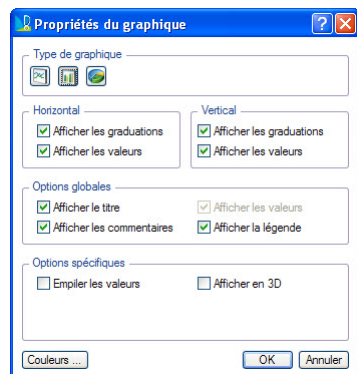 Propriétés du graphique
Type de graphique
Horizontal
Vertical
Afficher les graduations
Afficher les graduations
Afficher les valeurs
Afficher les valeurs
Options globales
Afficher le titre
Afficher les valeurs
Afficher les commentaires
Afficher la légende
Options spécifiques
Empiler les valeurs
Afficher en 3D
Couleurs ...
OK
Annuler